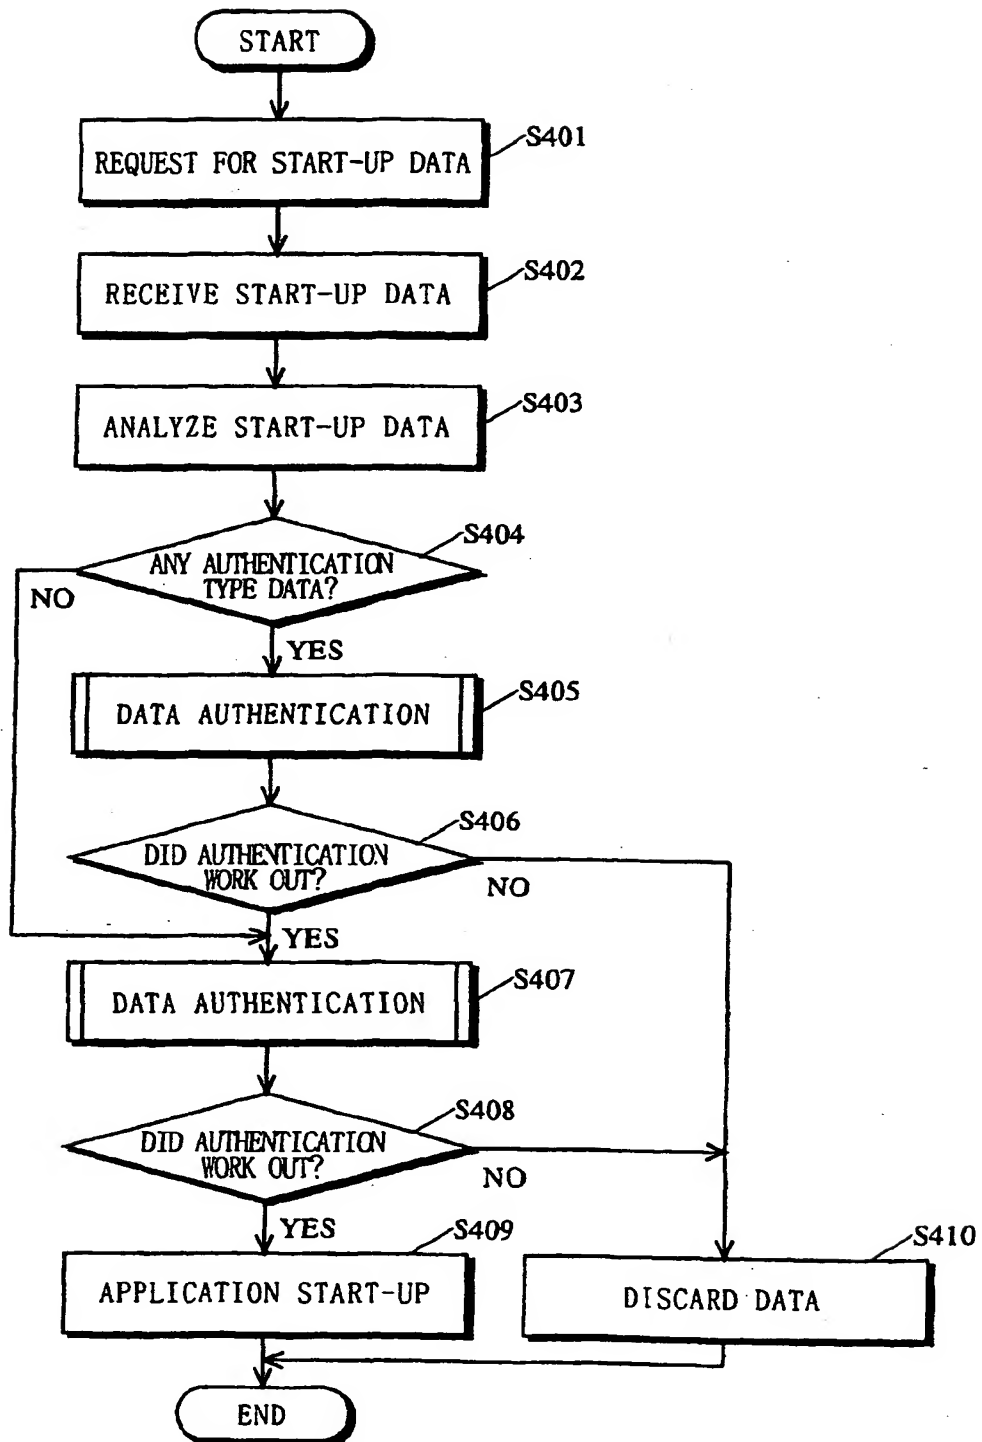 START
REQUEST FOR START-UP DATA
S401
RECEIVE START-UP DATA
S402
ANALYZE START-UP DATA
S403
S404
ANY AUTHENTICATION
TYPE DATA?
NO
YES
DATA AUTHENTICATION
S405
S406
DID AUTHENTICATION
WORK OUT?
NO
YES
DATA AUTHENTICATION
S407
S408
DID AUTHENTICATION
WORK OUT?
NO
YES
S409
APPLICATION START-UP
S410
DISCARD DATA
END